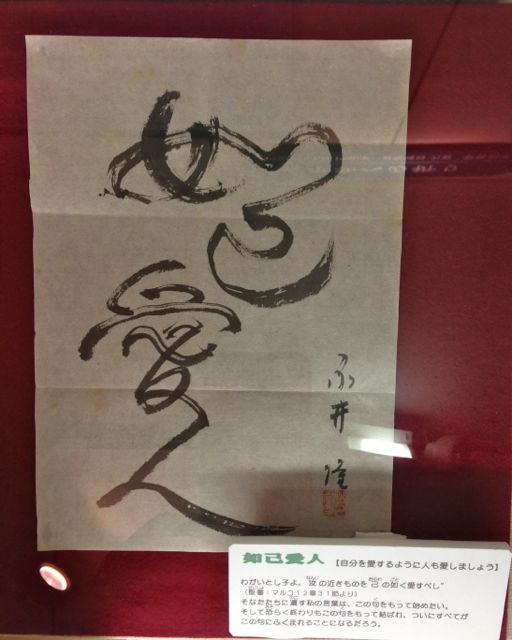 如己
愛人
永井隆
如己愛人 【自分を愛するように人も愛しましょう】
わがいとし子よ。汝の近きものを己の如く愛すべし”
（聖書：マルコ12章31節より）
そなたたちに遺す私の言葉は、この句をもって始めたい。
そして恐らく終わりもこの句をもって結ばれ、ついにすべてが
この句にふくまれることになるだろう。